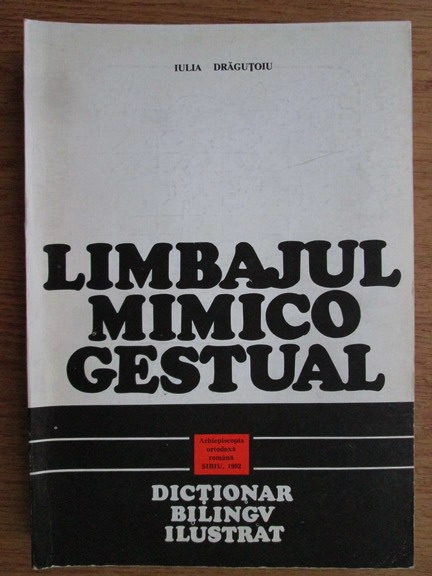 IULIA DRĂGUȚOIU
LIMBAJUL
MIMICO
GESTUAL
Arhiepiscopia
ortodoxă
română
SIBIU, 1992
DICȚIONAR
BILINGV
ILUSTRAT